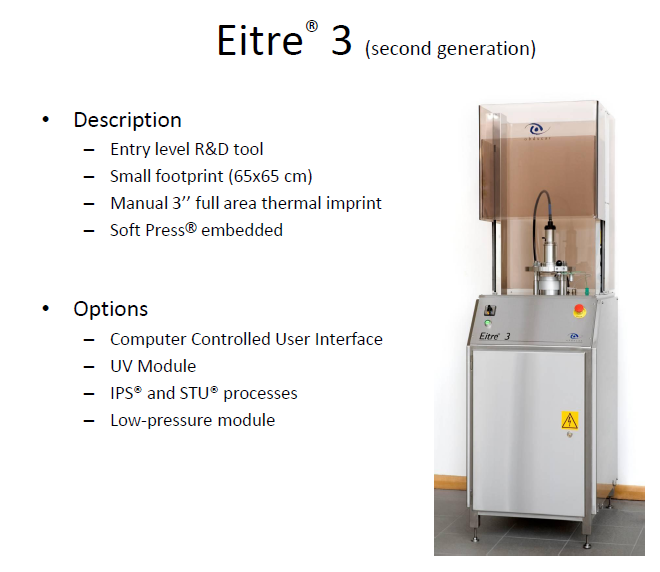 Eitre® 3 (second generation)
• Description
– Entry level R&D tool
– Small footprint (65x65 cm)
– Manual 3’’ full area thermal imprint
– Soft Press® embedded
• Options
– Computer Controlled User Interface
– UV Module
– IPS® and STU® processes
– Low-pressure module
Eitre® 3